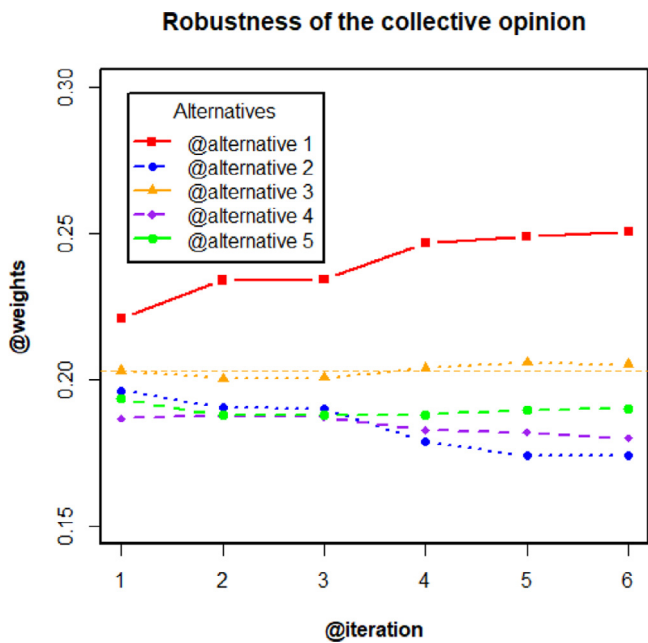 Robustness of the collective opinion
0.30
0.25
0.20
0.15
@weights
Alternatives
@alternative 1
@alternative 2
@alternative 3
@alternative 4
@alternative 5
1 2 3 4 5 6
@iteration